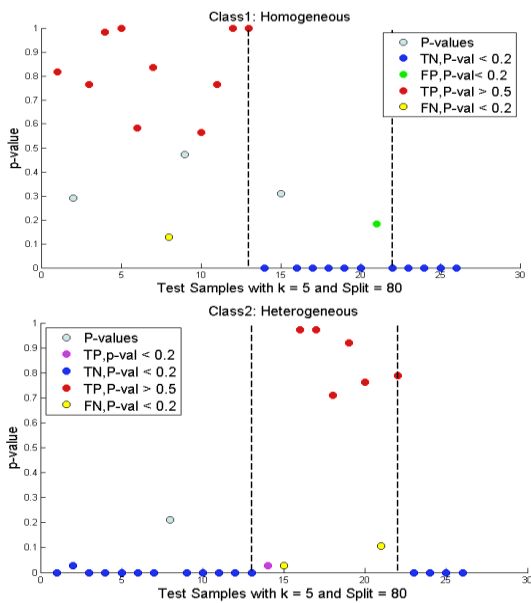 Class1: Homogeneous
1
0.9
0.8
0.7
0.6
0.5
0.4
0.3
0.2
0.1
0
p-value
P-values
TN,P-val < 0.2
FP,P-val< 0.2
TP,P-val > 0.5
FN,P-val < 0.2
0 5 10 15 20 25 30
Test Samples with k = 5 and Split = 80
Class2: Heterogeneous
1
0.9
0.8
0.7
0.6
0.5
0.4
0.3
0.2
0.1
0
p-value
P-values
TP,p-val < 0.2
TN,P-val < 0.2
TP,P-val > 0.5
FN,P-val < 0.2
0 5 10 15 20 25 30
Test Samples with k = 5 and Split = 80